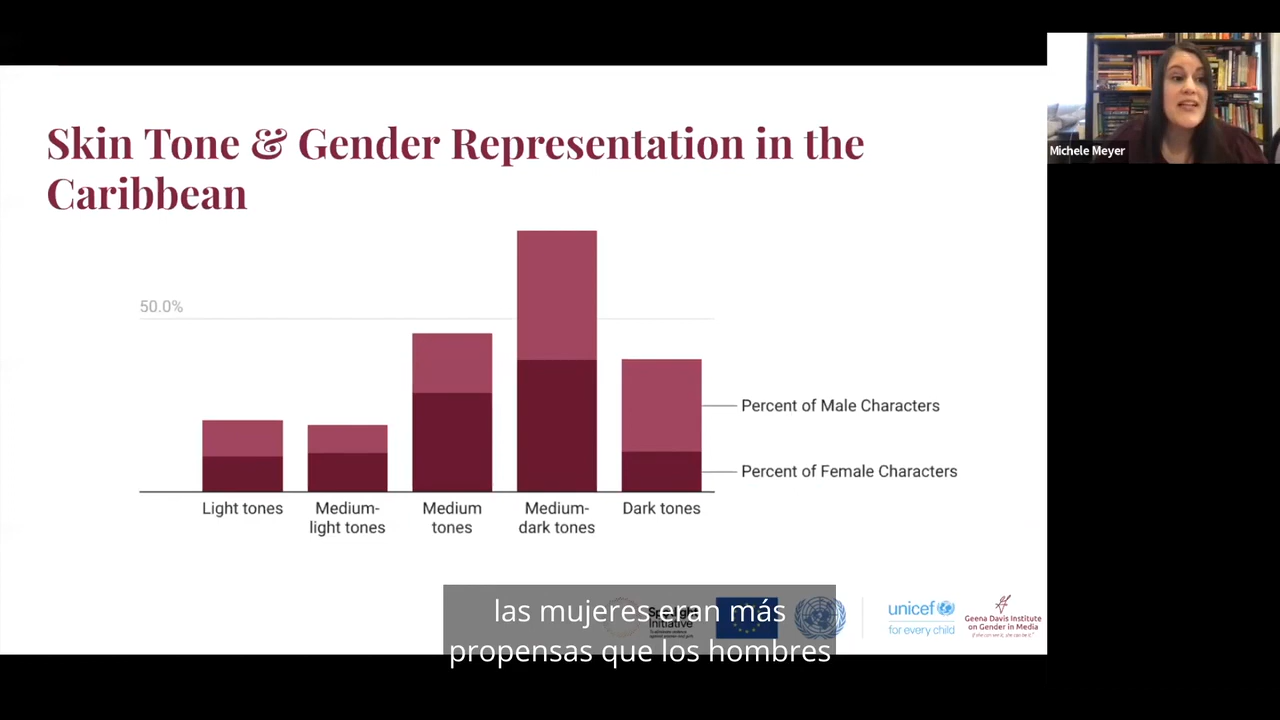 Michele Meyer
Skin Tone & Gender Representation in the
Caribbean
50.0%
Percent of Male Characters
Percent of Female Characters
Light tones
Medium-
light tones
Medium
tones
Medium-
dark tones
Dark tones
unicef
for every child
Geena Davis Institute
on Gender in Media
Spotlight
Initiative
las mujeres eran más
propensas que los hombres